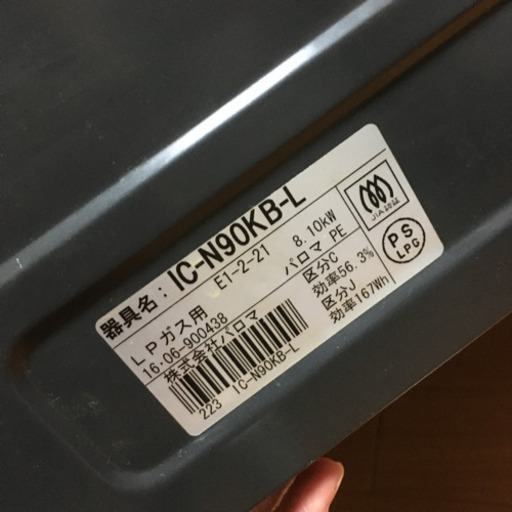 器具名：IC-N90KB-L
E1-2-21 8.10kW
LPガス用 パロマ PE
16・06-900438 区分C
株式会社パロマ 効率56.3%
区分J
効率167Wh
223 IC-N90KB-L
JIA認証
PS
LPG